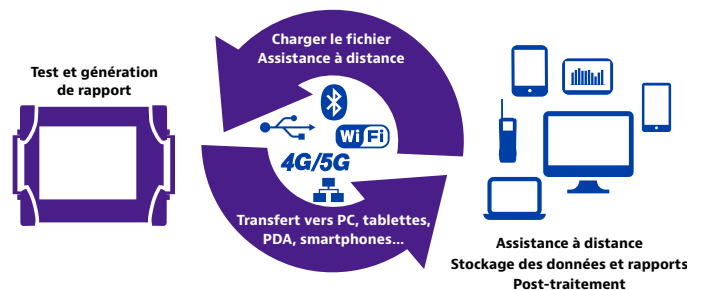 Test et génération
de rapport
Charger le fichier
Assistance à distance
Wi Fi
4G/5G
Transfert vers PC, tablettes,
PDA, smartphones...
Assistance à distance
Stockage des données et rapports
Post-traitement